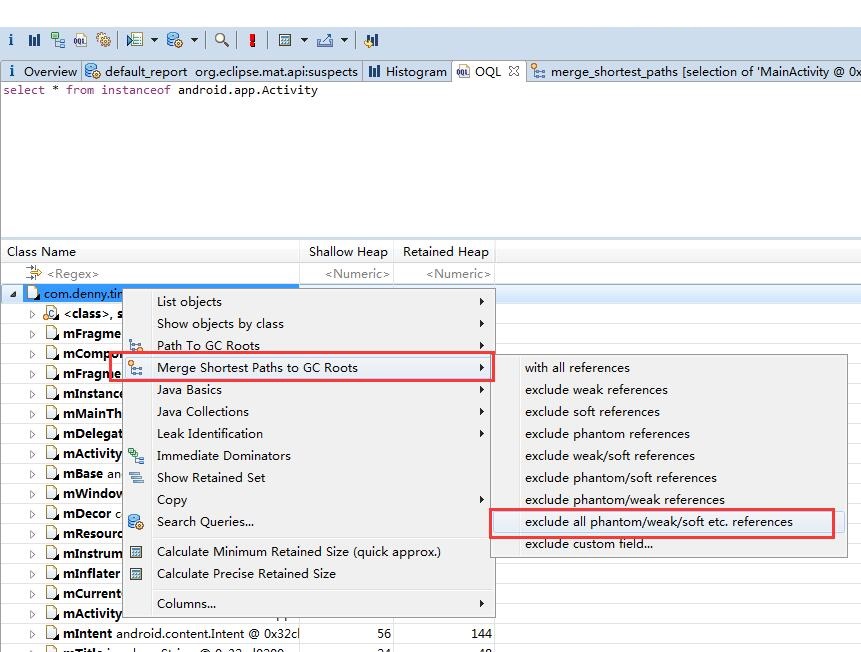 i Overview default_report org.eclipse.mat.api:suspects Histogram OQL OQL merge_shortest_paths [selection of 'MainActivity @ 0x
select * from instanceof android.app.Activity
Class Name Shallow Heap Retained Heap
<Regex> <Numeric> <Numeric>
com.denny.tin
List objects
Show objects by class
Path To GC Roots
Merge Shortest Paths to GC Roots
Java Basics
Java Collections
Leak Identification
Immediate Dominators
Show Retained Set
Copy
Search Queries...
Calculate Minimum Retained Size (quick approx.)
Calculate Precise Retained Size
Columns...
with all references
exclude weak references
exclude soft references
exclude phantom references
exclude weak/soft references
exclude phantom/soft references
exclude phantom/weak references
exclude all phantom/weak/soft etc. references
exclude custom field...
<class>, s
mFragme
mCompo
mFragme
mInstance
mMainTh
mDelegat
mActivity
mBase an
mWindow
mDecor c
mResourc
mInstrum
mInflater
mCurrent
mActivity
mIntent android.content.Intent @ 0x32cl 56 144